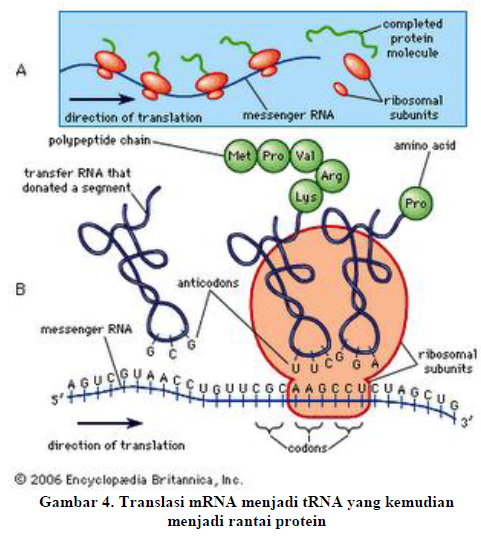 A
completed
protein
molecule
direction of translation
messenger RNA
ribosomal
subunits
polypeptide chain
amino acid
transfer RNA that
donated a segment
Met Pro Val
Arg
Lys
Pro
B
anticodons
messenger RNA
G C G
U U C G G A
ribosomal
subunits
5' A G U C G U A A C C U G U U C G C A A G C C U C U A G C U G 3'
direction of translation
codons
© 2006 Encyclopædia Britannica, Inc.
Gambar 4. Translasi mRNA menjadi tRNA yang kemudian
menjadi rantai protein